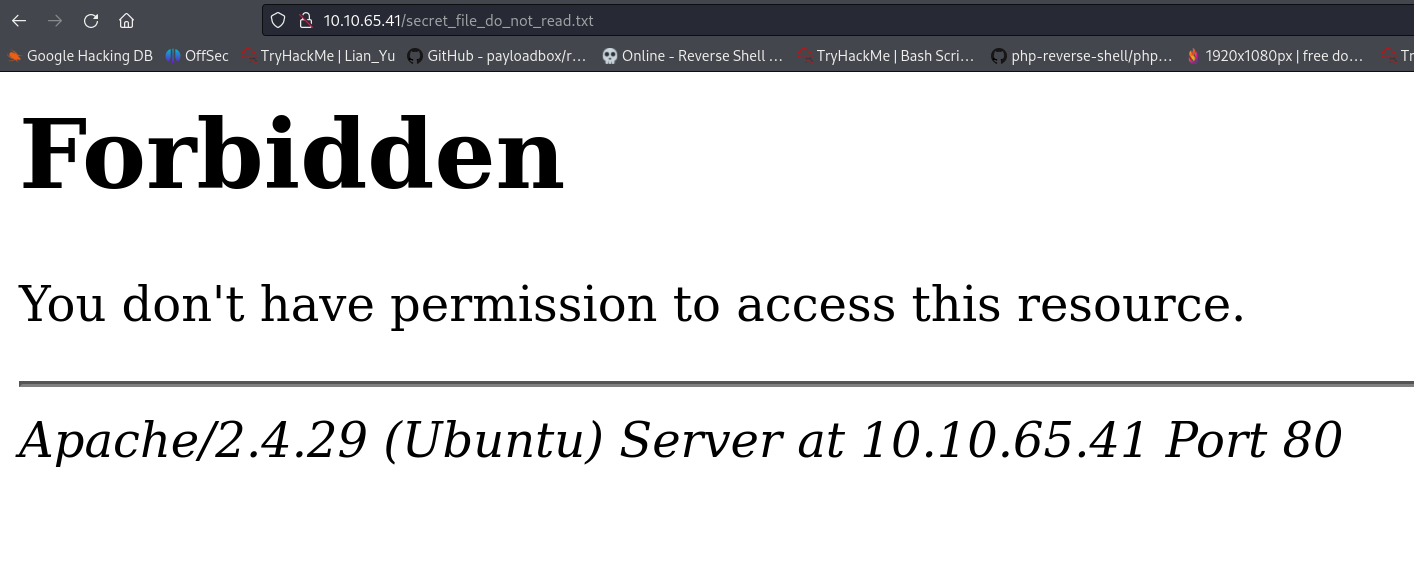 10.10.65.41/secret_file_do_not_read.txt
Google Hacking DB OffSec TryHackMe | Lian_Yu GitHub - payloadbox/r… Online - Reverse Shell … TryHackMe | Bash Scri… php-reverse-shell/php… 1920x1080px | free do… Tr
Forbidden
You don't have permission to access this resource.
Apache/2.4.29 (Ubuntu) Server at 10.10.65.41 Port 80